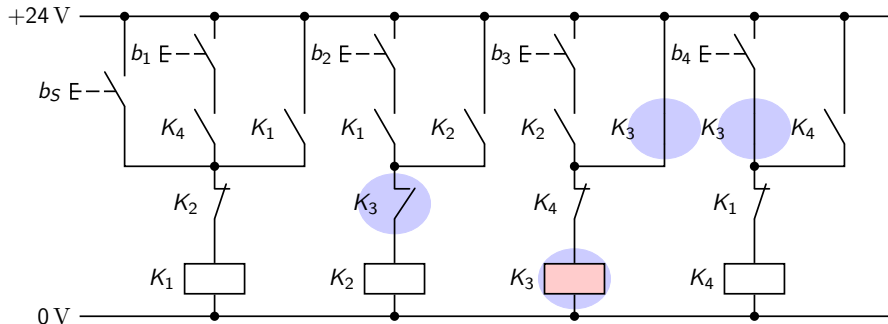 +24 V
b1 b2 b3 b4
bS
K4 K1 K1 K2 K2 K3 K3 K4
K2 K3 K4 K1
K1 K2 K3 K4
0 V